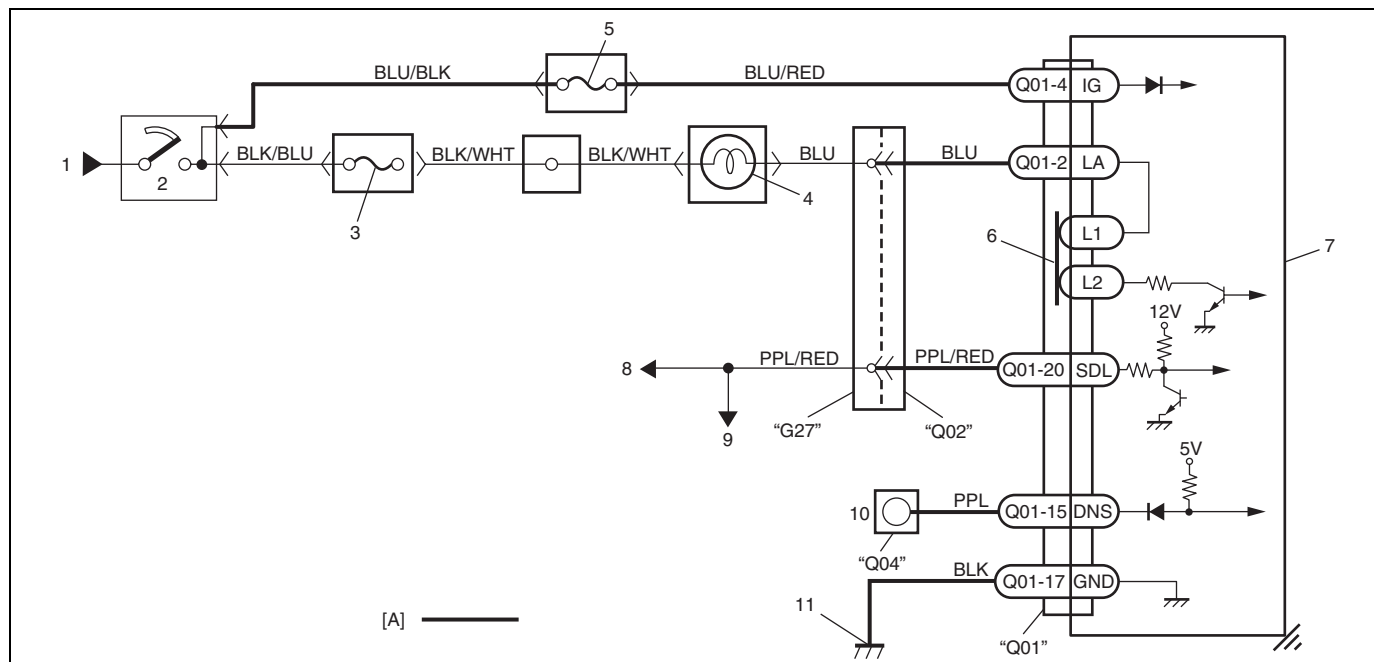 5
BLU/BLK
BLU/RED
Q01-4 IG
1
2
BLK/BLU
BLK/WHT
BLK/WHT
BLU
BLU
Q01-2 LA
3
4
6
L1
7
L2
12V
8
PPL/RED
PPL/RED
Q01-20 SDL
9
"G27"
"Q02"
5V
10
PPL
Q01-15 DNS
"Q04"
BLK
Q01-17 GND
11
[A]
"Q01"